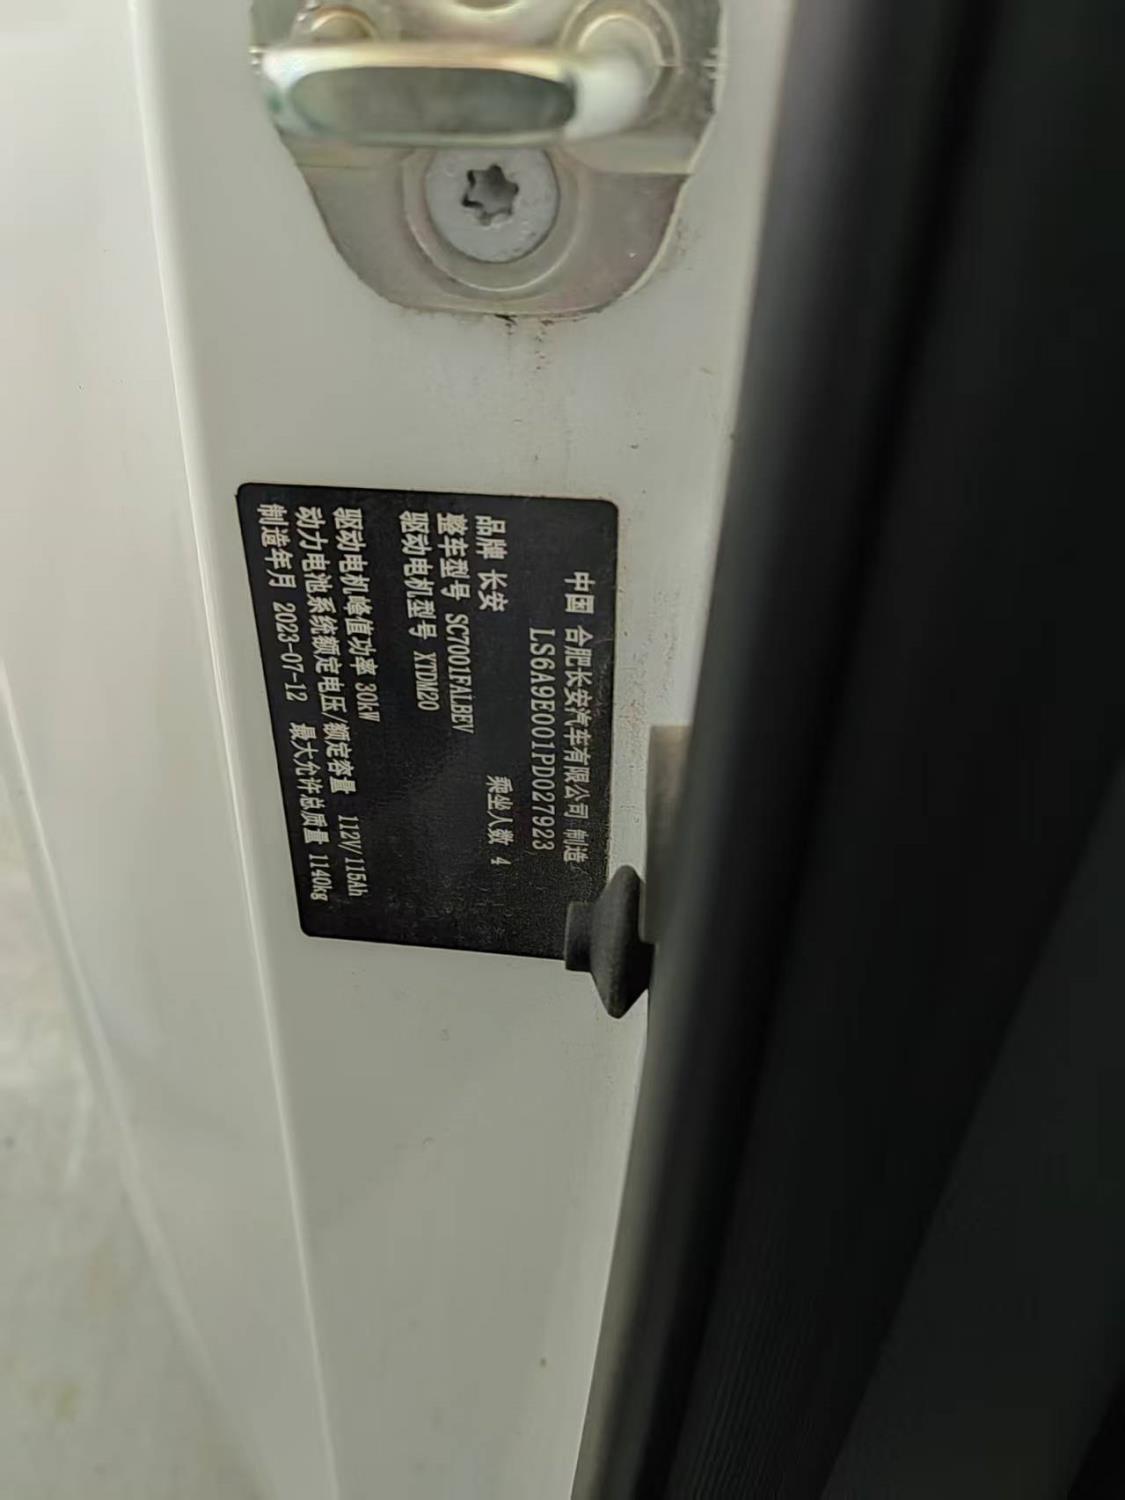 中国 合肥长安汽车有限公司 制造
LS6A9E001PD027923
品牌 长安 乘坐人数 4
整车型号 SC7001FALBEV
驱动电机型号 XTDM20
驱动电机峰值功率 30kW
动力电池系统额定电压/额定容量 112V/115Ah
制造年月 2023-07-12 最大允许总质量 1140kg